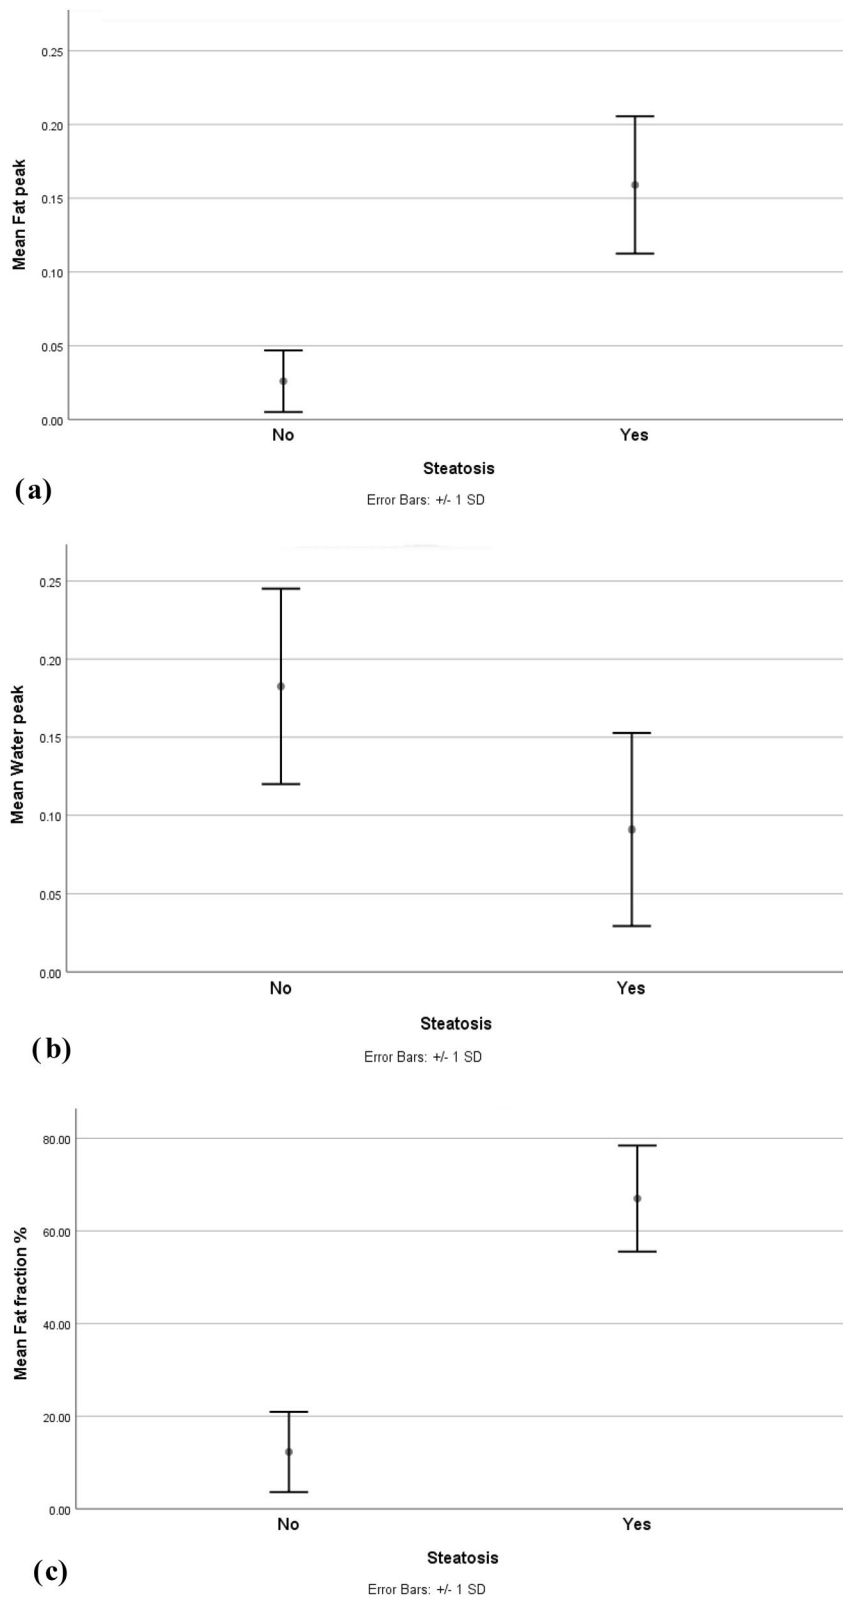 0.25
0.20
0.15
0.10
0.05
0.00
Mean Fat peak
No Yes
Steatosis
(a)
Error Bars: +/- 1 SD
0.25
0.20
0.15
0.10
0.05
0.00
Mean Water peak
No Yes
Steatosis
(b)
Error Bars: +/- 1 SD
80.00
60.00
40.00
20.00
0.00
Mean Fat fraction %
No Yes
Steatosis
(c)
Error Bars: +/- 1 SD